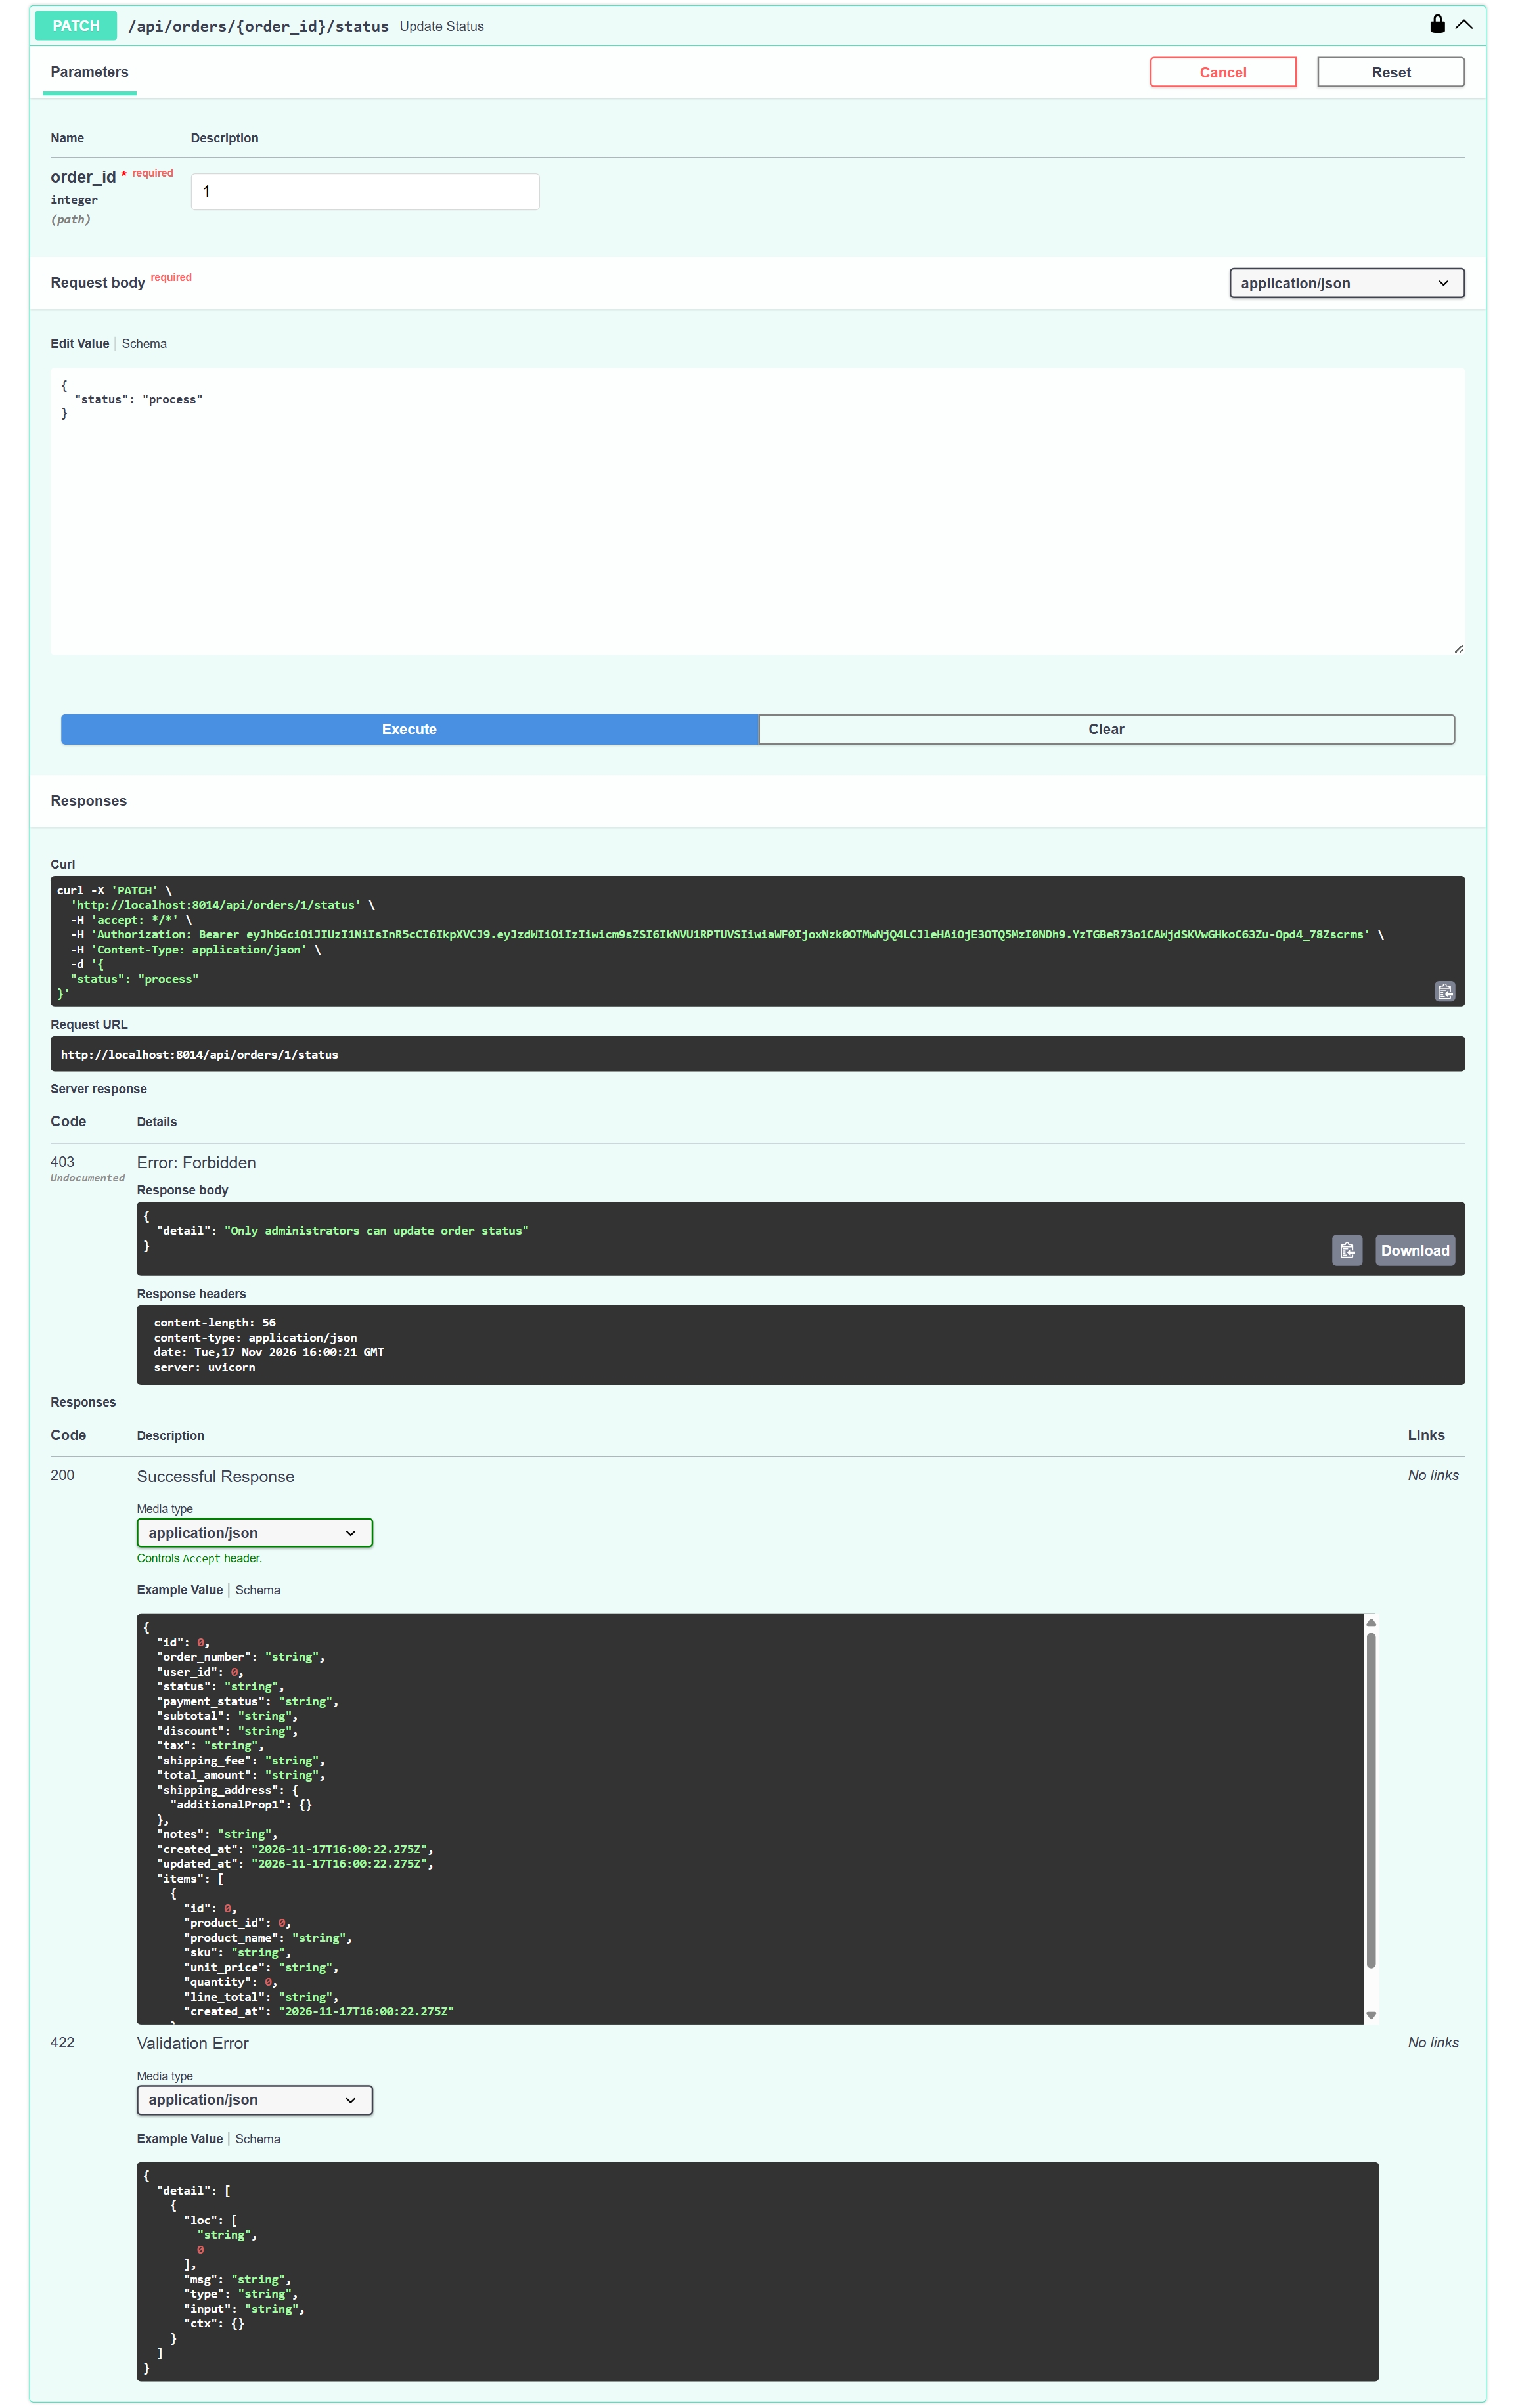 PATCH /api/orders/{order_id}/status Update Status
Parameters
Cancel
Reset
Name Description
order_id * required
integer
(path)
1
Request body required
application/json
Edit Value | Schema
{
  "status": "process"
}
Execute
Clear
Responses
Curl
curl -X 'PATCH' \
  'http://localhost:8014/api/orders/1/status' \
  -H 'accept: */*' \
  -H 'Authorization: Bearer eyJhbGciOiJIUzI1NiIsInR5cCI6IkpXVCJ9.eyJzdWIiOiIzIiwicm9sZSI6IkNVU1RPTUVSIiwiaWF0IjoxNzk0OTMwNjQ4LCJleHAiOjE3OTQ5MzI0NDh9.YzTGBeR73o1CAWjdSKVwGHkoC63Zu-Opd4_78Zscrms' \
  -H 'Content-Type: application/json' \
  -d '{
  "status": "process"
}'
Request URL
http://localhost:8014/api/orders/1/status
Server response
Code Details
403
Undocumented
Error: Forbidden
Response body
{
  "detail": "Only administrators can update order status"
}
Download
Response headers
content-length: 56
content-type: application/json
date: Tue,17 Nov 2026 16:00:21 GMT
server: uvicorn
Responses
Code Description Links
200 Successful Response No links
Media type
application/json
Controls Accept header.
Example Value | Schema
{
  "id": 0,
  "order_number": "string",
  "user_id": 0,
  "status": "string",
  "payment_status": "string",
  "subtotal": "string",
  "discount": "string",
  "tax": "string",
  "shipping_fee": "string",
  "total_amount": "string",
  "shipping_address": {
    "additionalProp1": {}
  },
  "notes": "string",
  "created_at": "2026-11-17T16:00:22.275Z",
  "updated_at": "2026-11-17T16:00:22.275Z",
  "items": [
    {
      "id": 0,
      "product_id": 0,
      "product_name": "string",
      "sku": "string",
      "unit_price": "string",
      "quantity": 0,
      "line_total": "string",
      "created_at": "2026-11-17T16:00:22.275Z"
422 Validation Error No links
Media type
application/json
Example Value | Schema
{
  "detail": [
    {
      "loc": [
        "string",
        0
      ],
      "msg": "string",
      "type": "string",
      "input": "string",
      "ctx": {}
    }
  ]
}